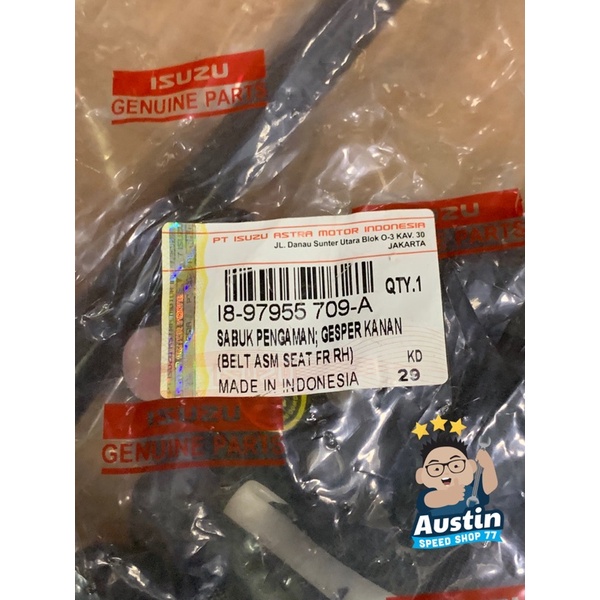 ISUZU
GENUINE PARTS
PT ISUZU ASTRA MOTOR INDONESIA
JL. Danau Sunter Utara Blok O-3 KAV. 30
JAKARTA
QTY.1
I8-97955 709-A
SABUK PENGAMAN; GESPER KANAN
(BELT ASM SEAT FR RH)
KD
MADE IN INDONESIA
29
ISUZU
GENUINE PARTS
Austin
SPEED SHOP 77